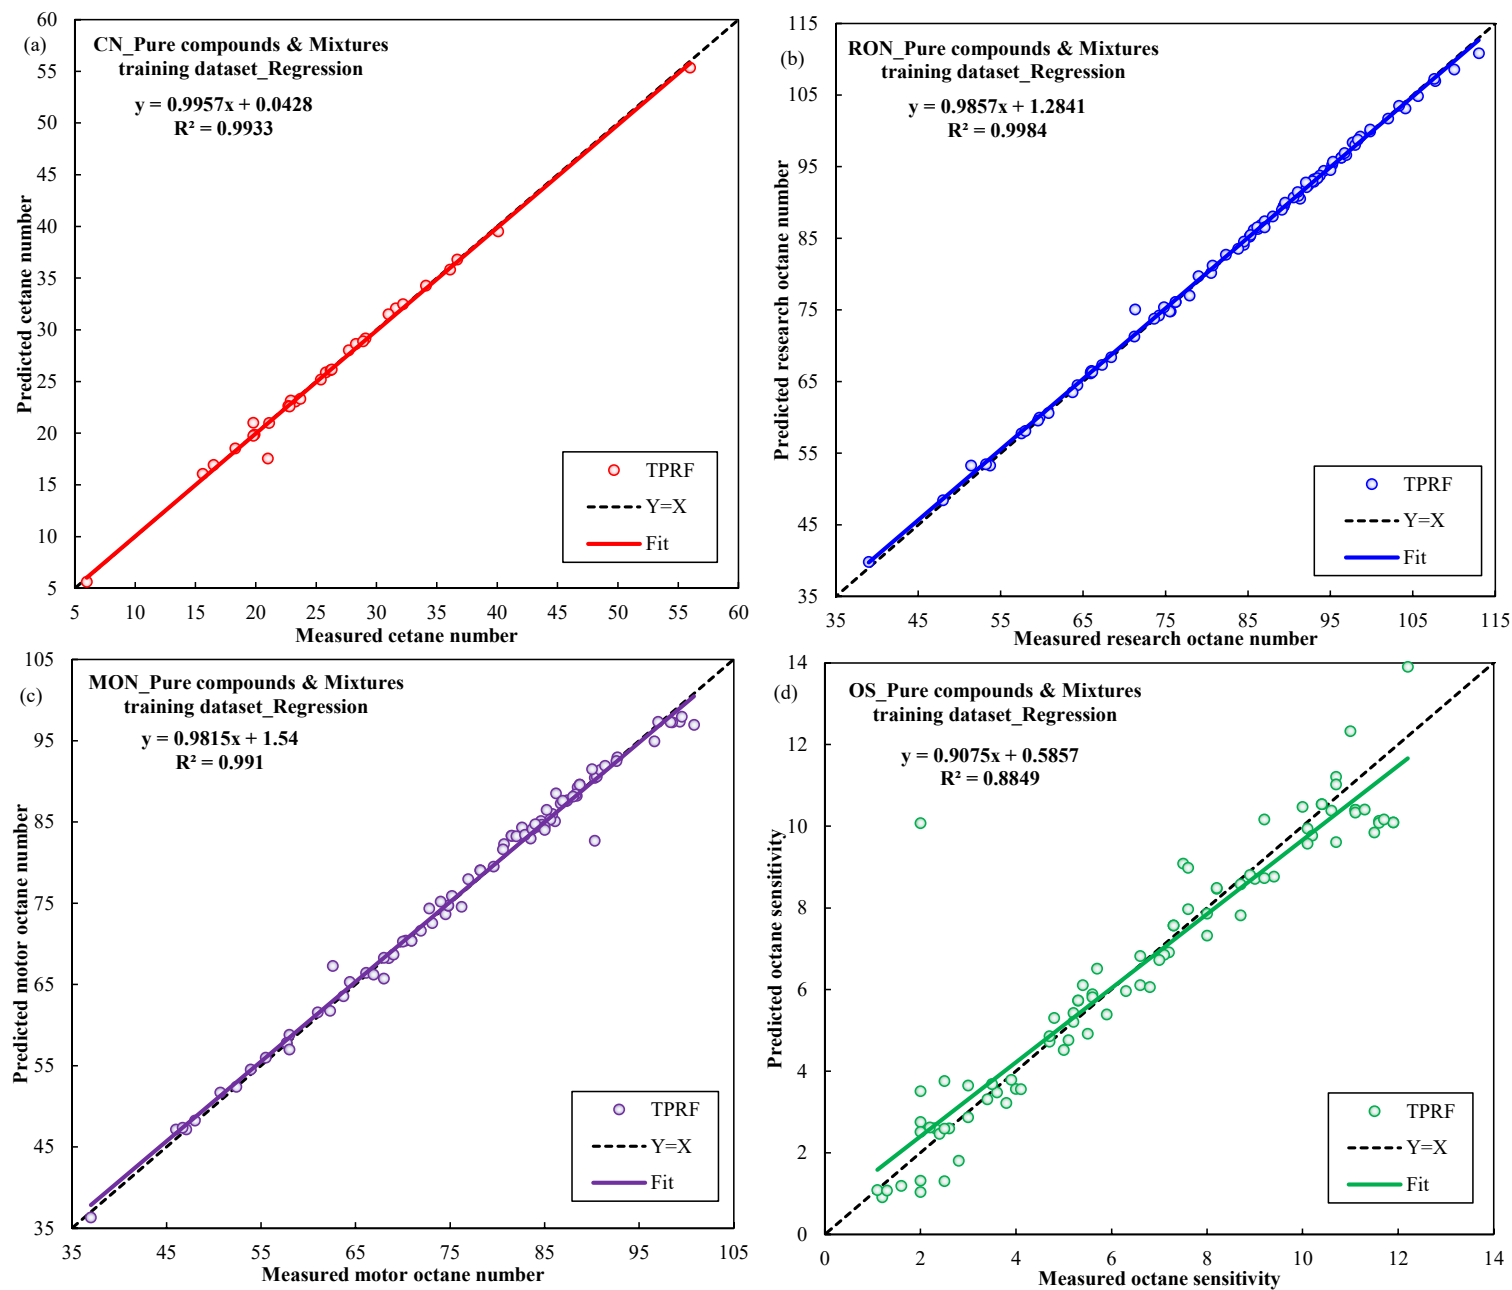 (a)
CN_Pure compounds & Mixtures
training dataset_Regression
y = 0.9957x + 0.0428
R² = 0.9933
Predicted cetane number
60
55
50
45
40
35
30
25
20
15
10
5
TPRF
Y=X
Fit
5 10 15 20 25 30 35 40 45 50 55 60
Measured cetane number
(b)
RON_Pure compounds & Mixtures
training dataset_Regression
y = 0.9857x + 1.2841
R² = 0.9984
Predicted research octane number
115
105
95
85
75
65
55
45
35
TPRF
Y=X
Fit
35 45 55 65 75 85 95 105 115
Measured research octane number
(c)
MON_Pure compounds & Mixtures
training dataset_Regression
y = 0.9815x + 1.54
R² = 0.991
Predicted motor octane number
105
95
85
75
65
55
45
35
TPRF
Y=X
Fit
35 45 55 65 75 85 95 105
Measured motor octane number
(d)
OS_Pure compounds & Mixtures
training dataset_Regression
y = 0.9075x + 0.5857
R² = 0.8849
Predicted octane sensitivity
14
12
10
8
6
4
2
0
TPRF
Y=X
Fit
0 2 4 6 8 10 12 14
Measured octane sensitivity